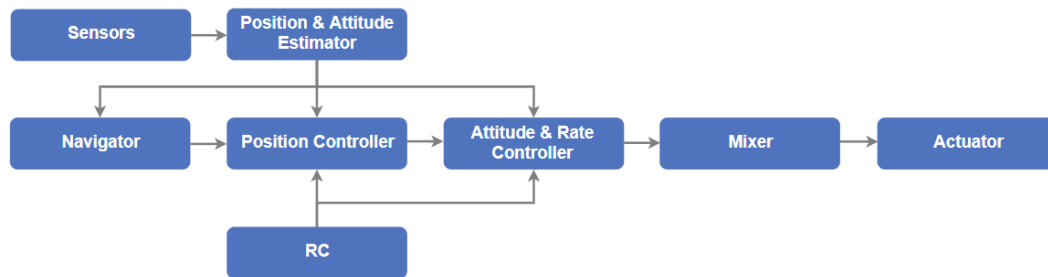 Sensors
Position & Attitude
Estimator
Navigator
Position Controller
Attitude & Rate
Controller
Mixer
Actuator
RC